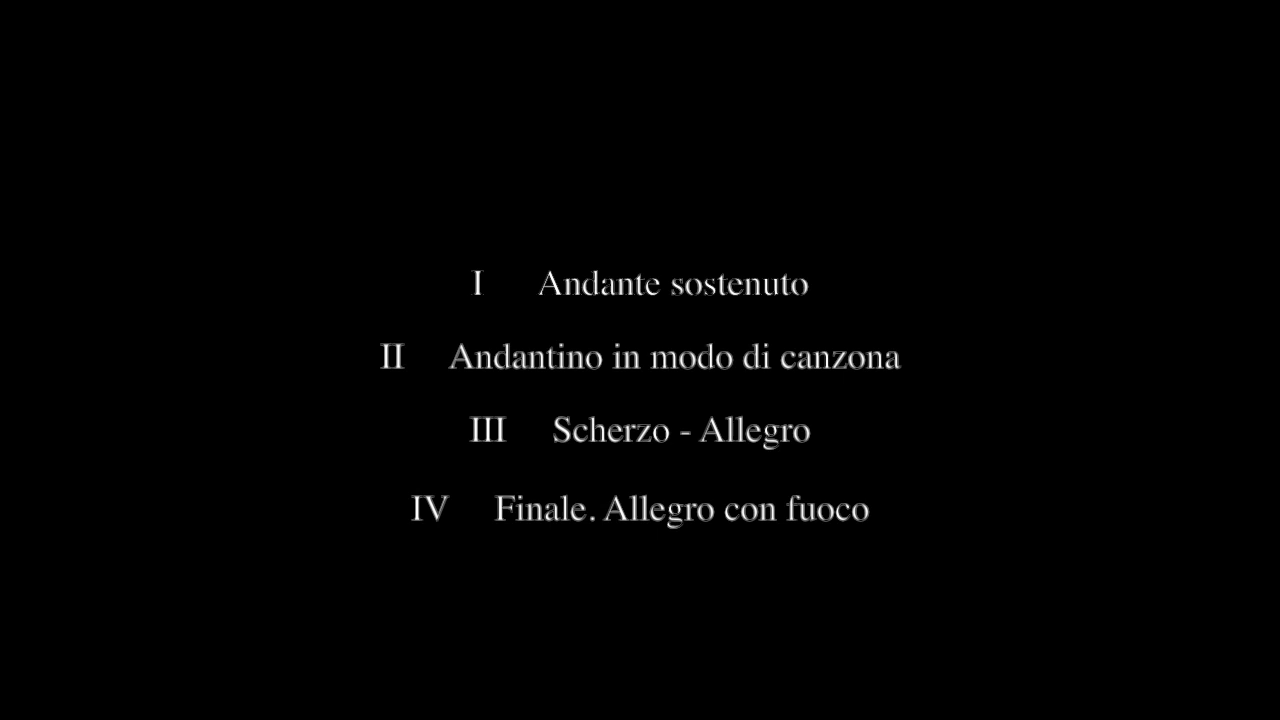 I Andante sostenuto
II Andantino in modo di canzona
III Scherzo - Allegro
IV Finale. Allegro con fuoco